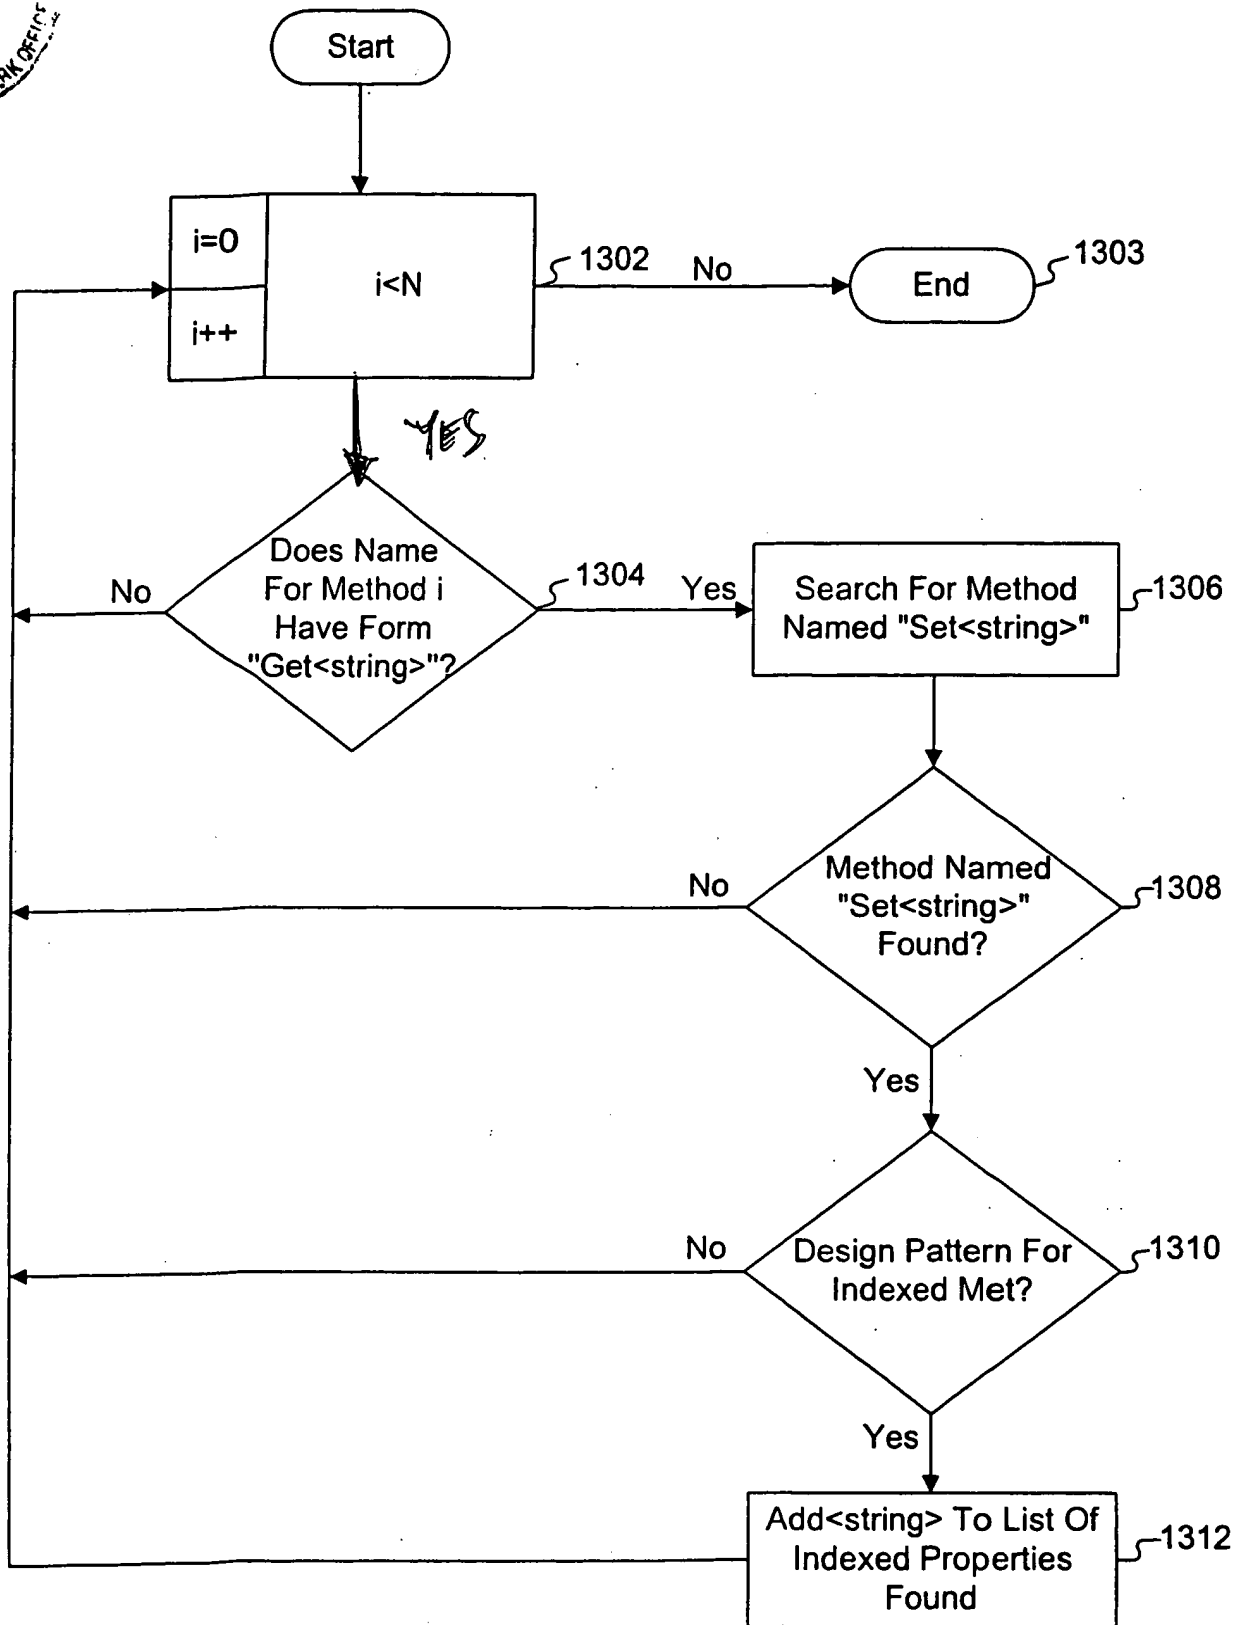 RK OFFICE
Start
i=0
i++
i<N
1302
No
End
1303
YES
Does Name
For Method i
Have Form
"Get<string>"?
1304
No
Yes
Search For Method
Named "Set<string>"
1306
Method Named
"Set<string>"
Found?
1308
No
Yes
Design Pattern For
Indexed Met?
1310
No
Yes
Add<string> To List Of
Indexed Properties
Found
1312